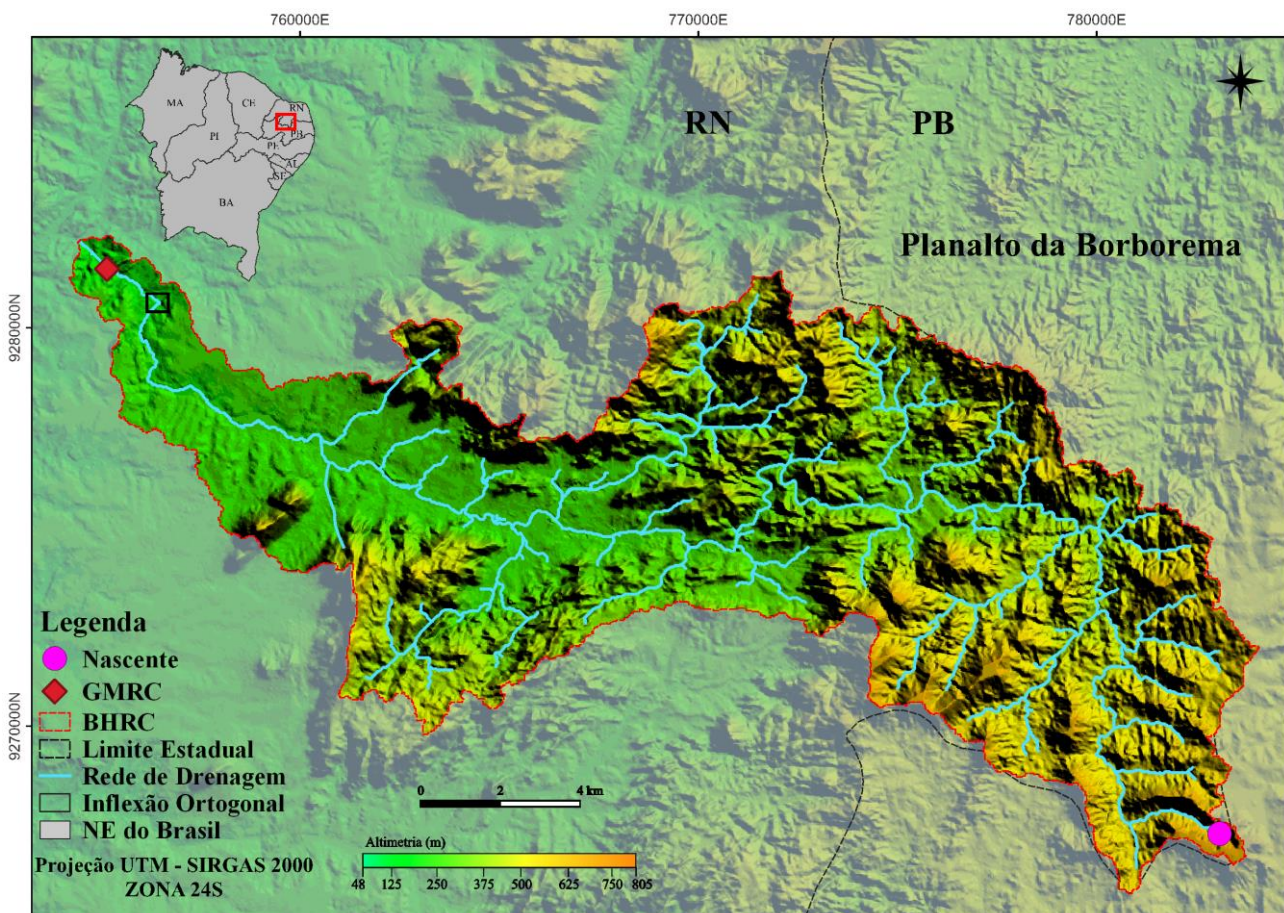 760000E
770000E
780000E
9280000N
9270000N
MA
CE
RN
PI
PB
PE
AL
SE
BA
RN
PB
Planalto da Borborema
Legenda
Nascente
GMRC
BHRC
Limite Estadual
Rede de Drenagem
Inflexão Ortogonal
NE do Brasil
Projeção UTM - SIRGAS 2000
ZONA 24S
0 2 4 km
Altimetria (m)
48 125 250 375 500 625 750 805